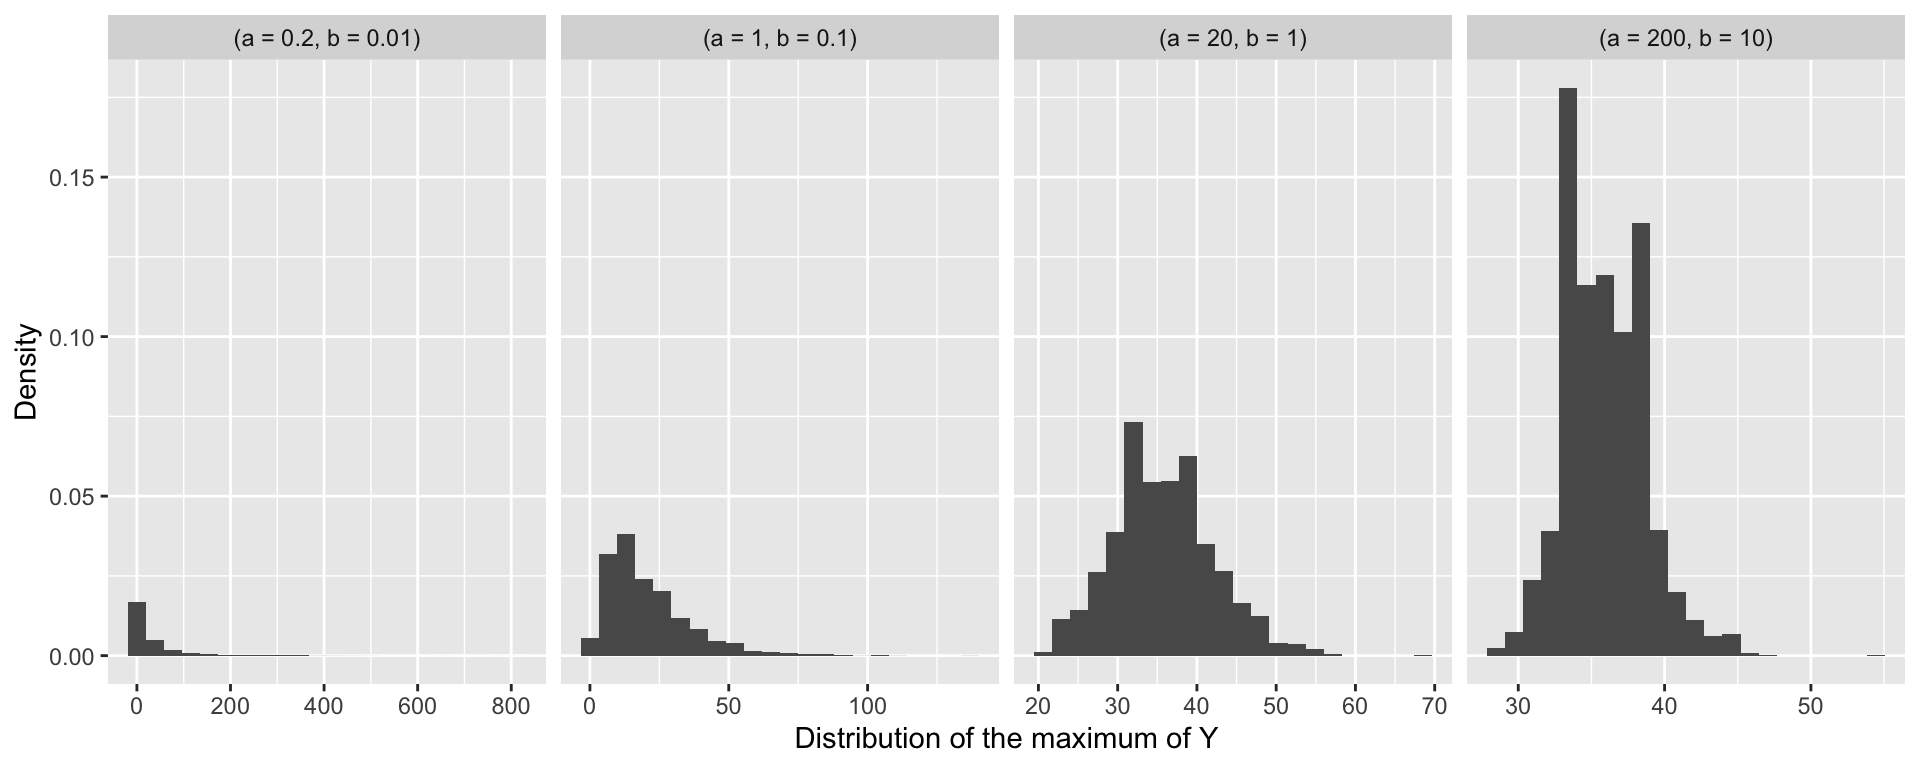 (a = 0.2, b = 0.01)
(a = 1, b = 0.1)
(a = 20, b = 1)
(a = 200, b = 10)
Density
0.15
0.10
0.05
0.00
0 200 400 600 800
0 50 100
20 30 40 50 60 70
30 40 50
Distribution of the maximum of Y